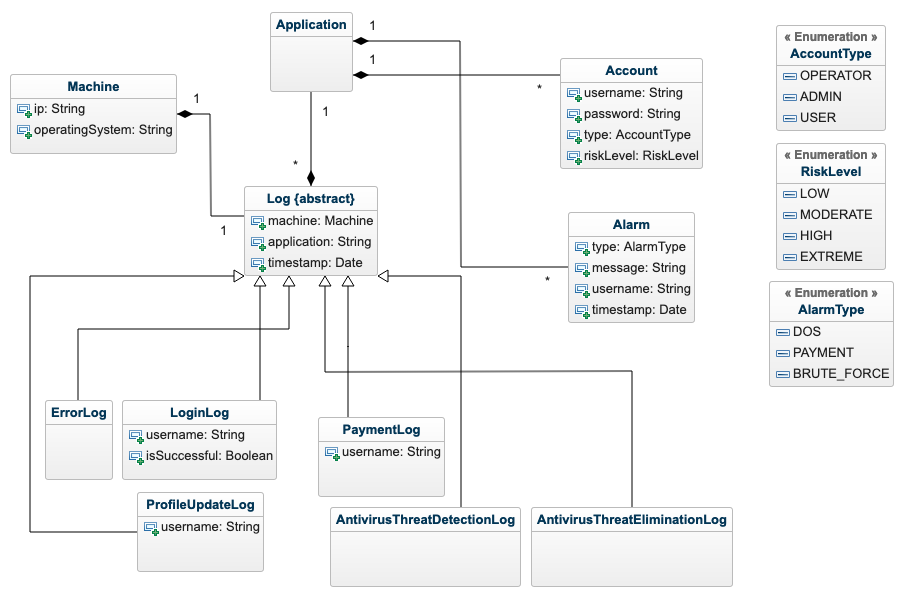 Application
1
1
*
Machine
ip: String
operatingSystem: String
1
1
*
1
Account
username: String
password: String
type: AccountType
riskLevel: RiskLevel
« Enumeration »
AccountType
OPERATOR
ADMIN
USER
« Enumeration »
RiskLevel
LOW
MODERATE
HIGH
EXTREME
Log {abstract}
machine: Machine
application: String
timestamp: Date
Alarm
type: AlarmType
message: String
username: String
timestamp: Date
*
« Enumeration »
AlarmType
DOS
PAYMENT
BRUTE_FORCE
ErrorLog
LoginLog
username: String
isSuccessful: Boolean
PaymentLog
username: String
ProfileUpdateLog
username: String
AntivirusThreatDetectionLog
AntivirusThreatEliminationLog